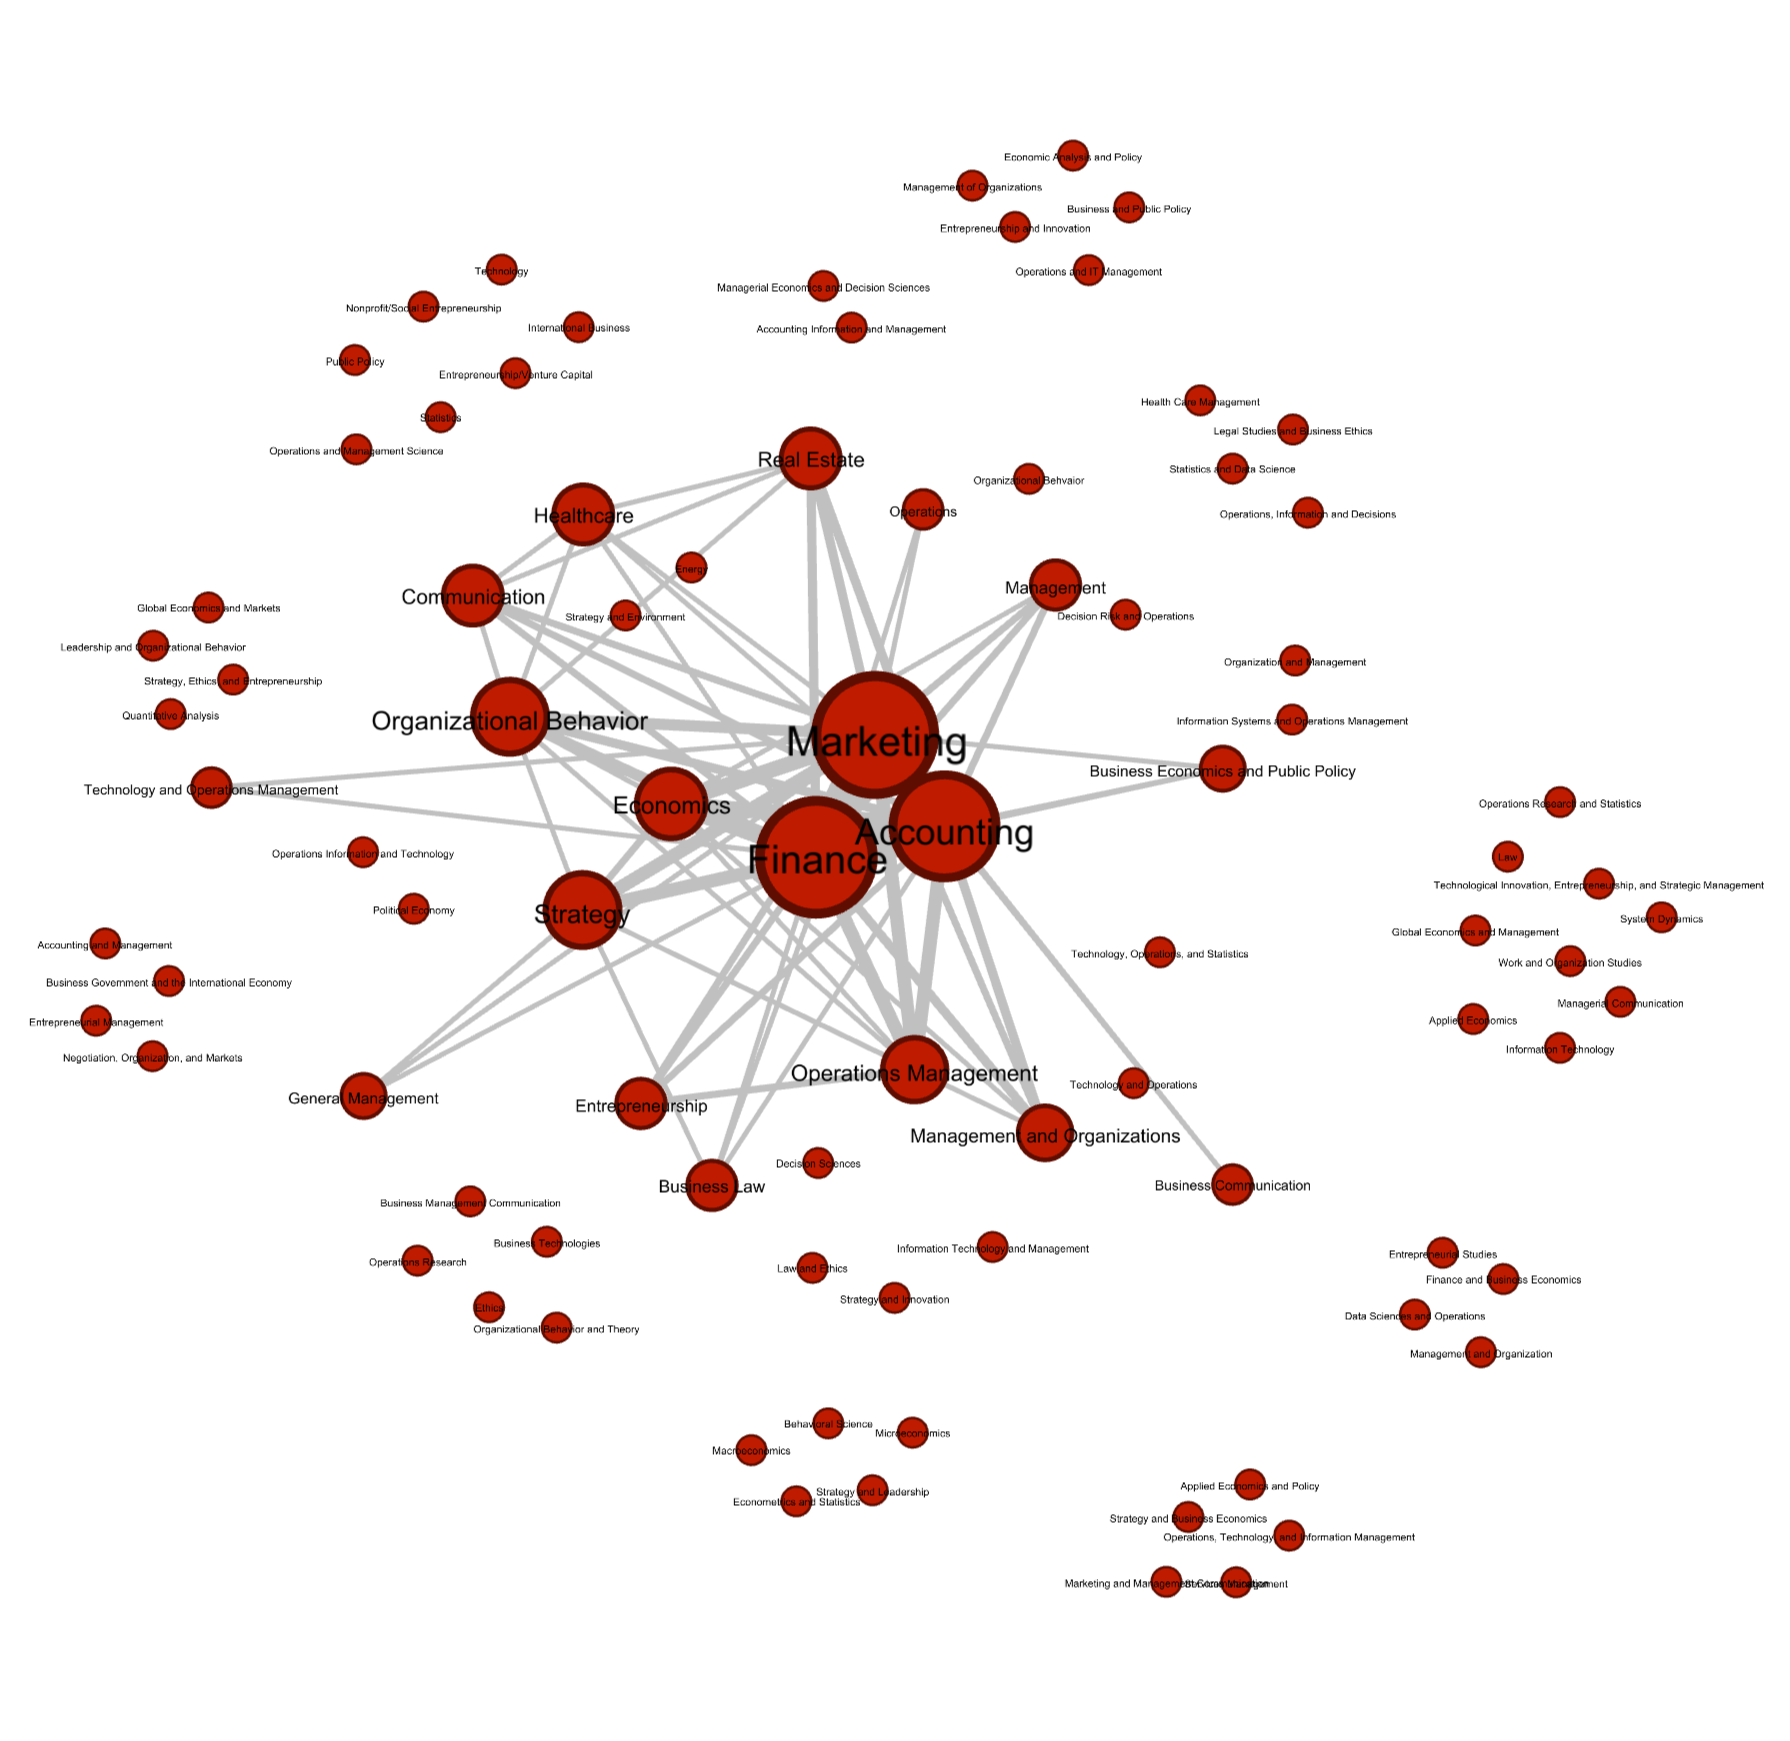 Economic Analysis and Policy
Management of Organizations
Business and Public Policy
Entrepreneurship and Innovation
Technology
Operations and IT Management
Managerial Economics and Decision Sciences
Nonprofit/Social Entrepreneurship
International Business
Accounting Information and Management
Public Policy
Entrepreneurship/Venture Capital
Health Care Management
Statistics
Legal Studies and Business Ethics
Operations and Management Science
Real Estate
Statistics and Data Science
Organizational Behvaior
Healthcare
Operations
Operations, Information and Decisions
Energy
Management
Communication
Global Economics and Markets
Strategy and Environment
Decision Risk and Operations
Leadership and Organizational Behavior
Organization and Management
Strategy, Ethics and Entrepreneurship
Quantitative Analysis
Organizational Behavior
Information Systems and Operations Management
Marketing
Business Economics and Public Policy
Technology and Operations Management
Economics
Operations Research and Statistics
Accounting
Operations Information and Technology
Finance
Law
Technological Innovation, Entrepreneurship, and Strategic Management
Political Economy
Strategy
System Dynamics
Global Economics and Management
Accounting and Management
Technology, Operations, and Statistics
Work and Organization Studies
Business Government and the International Economy
Managerial Communication
Entrepreneurial Management
Applied Economics
Information Technology
Negotiation. Organization, and Markets
Operations Management
Technology and Operations
General Management
Entrepreneurship
Management and Organizations
Decision Sciences
Business Law
Business Communication
Business Management Communication
Business Technologies
Information Technology and Management
Entrepreneurial Studies
Operations Research
Law and Ethics
Finance and Business Economics
Strategy and Innovation
Ethics
Data Sciences and Operations
Organizational Behavior and Theory
Management and Organization
Behavioral Science
Microeconomics
Macroeconomics
Applied Economics and Policy
Strategy and Leadership
Econometrics and Statistics
Strategy and Business Economics
Operations, Technology, and Information Management
Marketing and Management Communication
Services Management